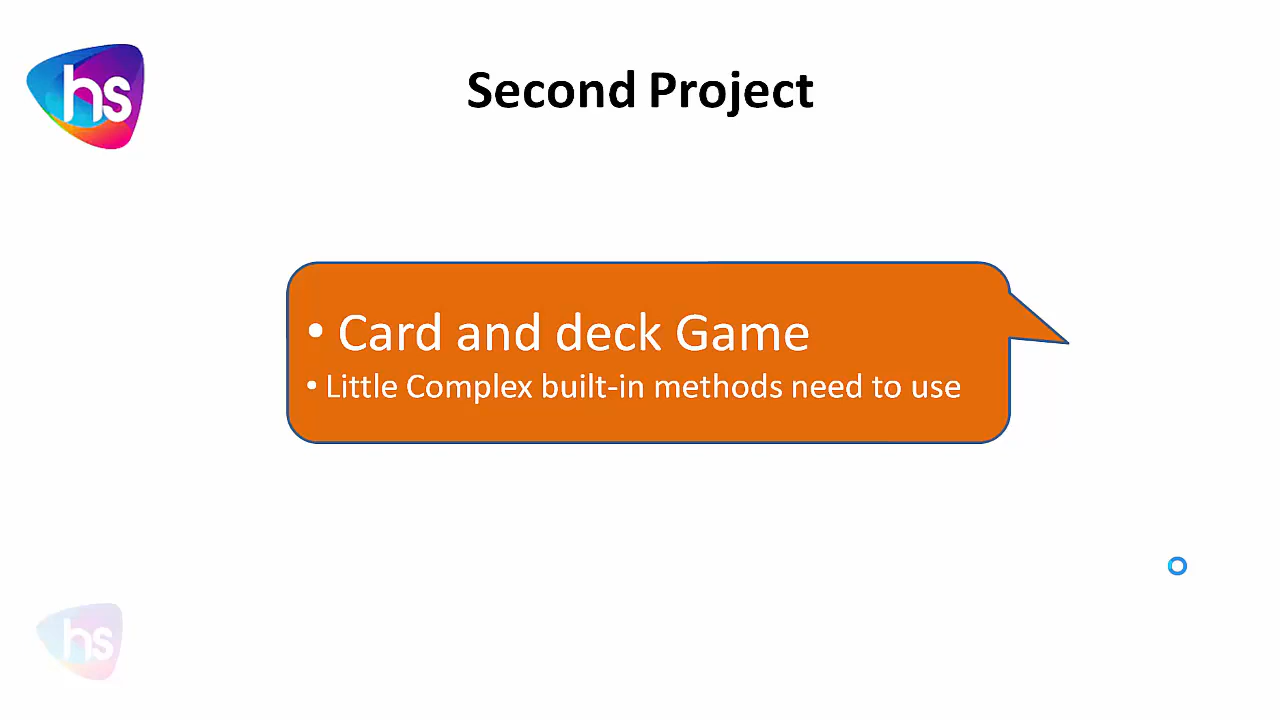 hs
Second Project
• Card and deck Game
• Little Complex built-in methods need to use
hs